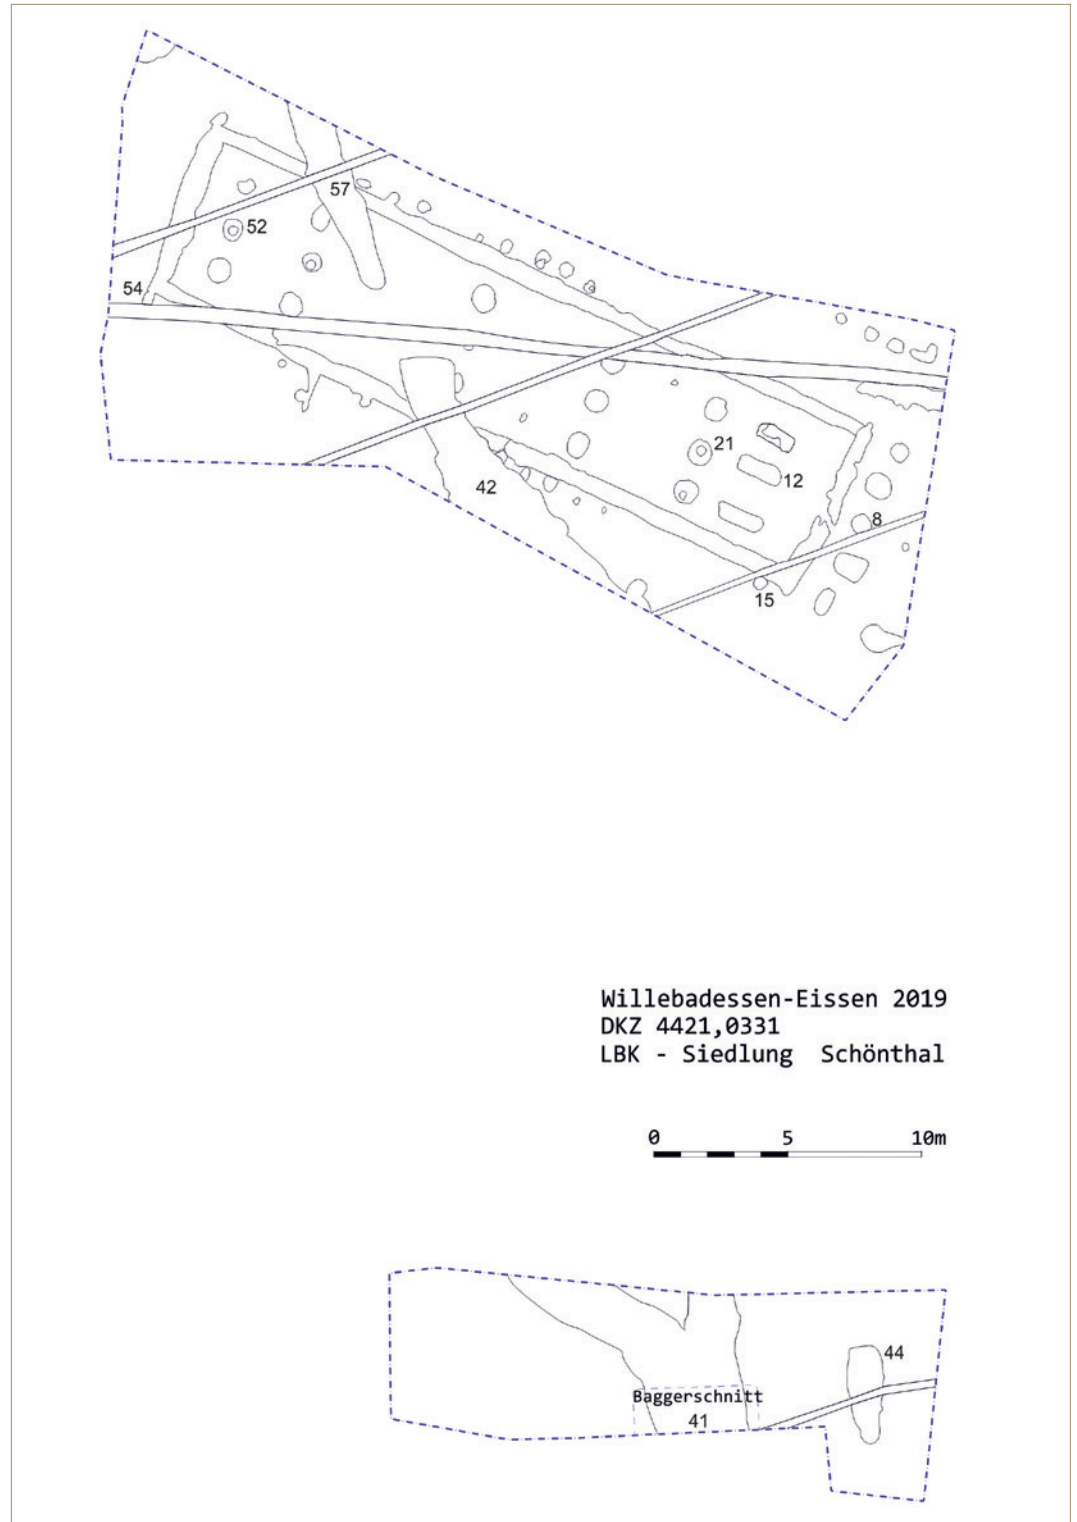 57
52
54
21
12
42
8
15
Willebadessen-Eissen 2019
DKZ 4421,0331
LBK - Siedlung Schönthal
0 5 10m
44
Baggerschnitt
41